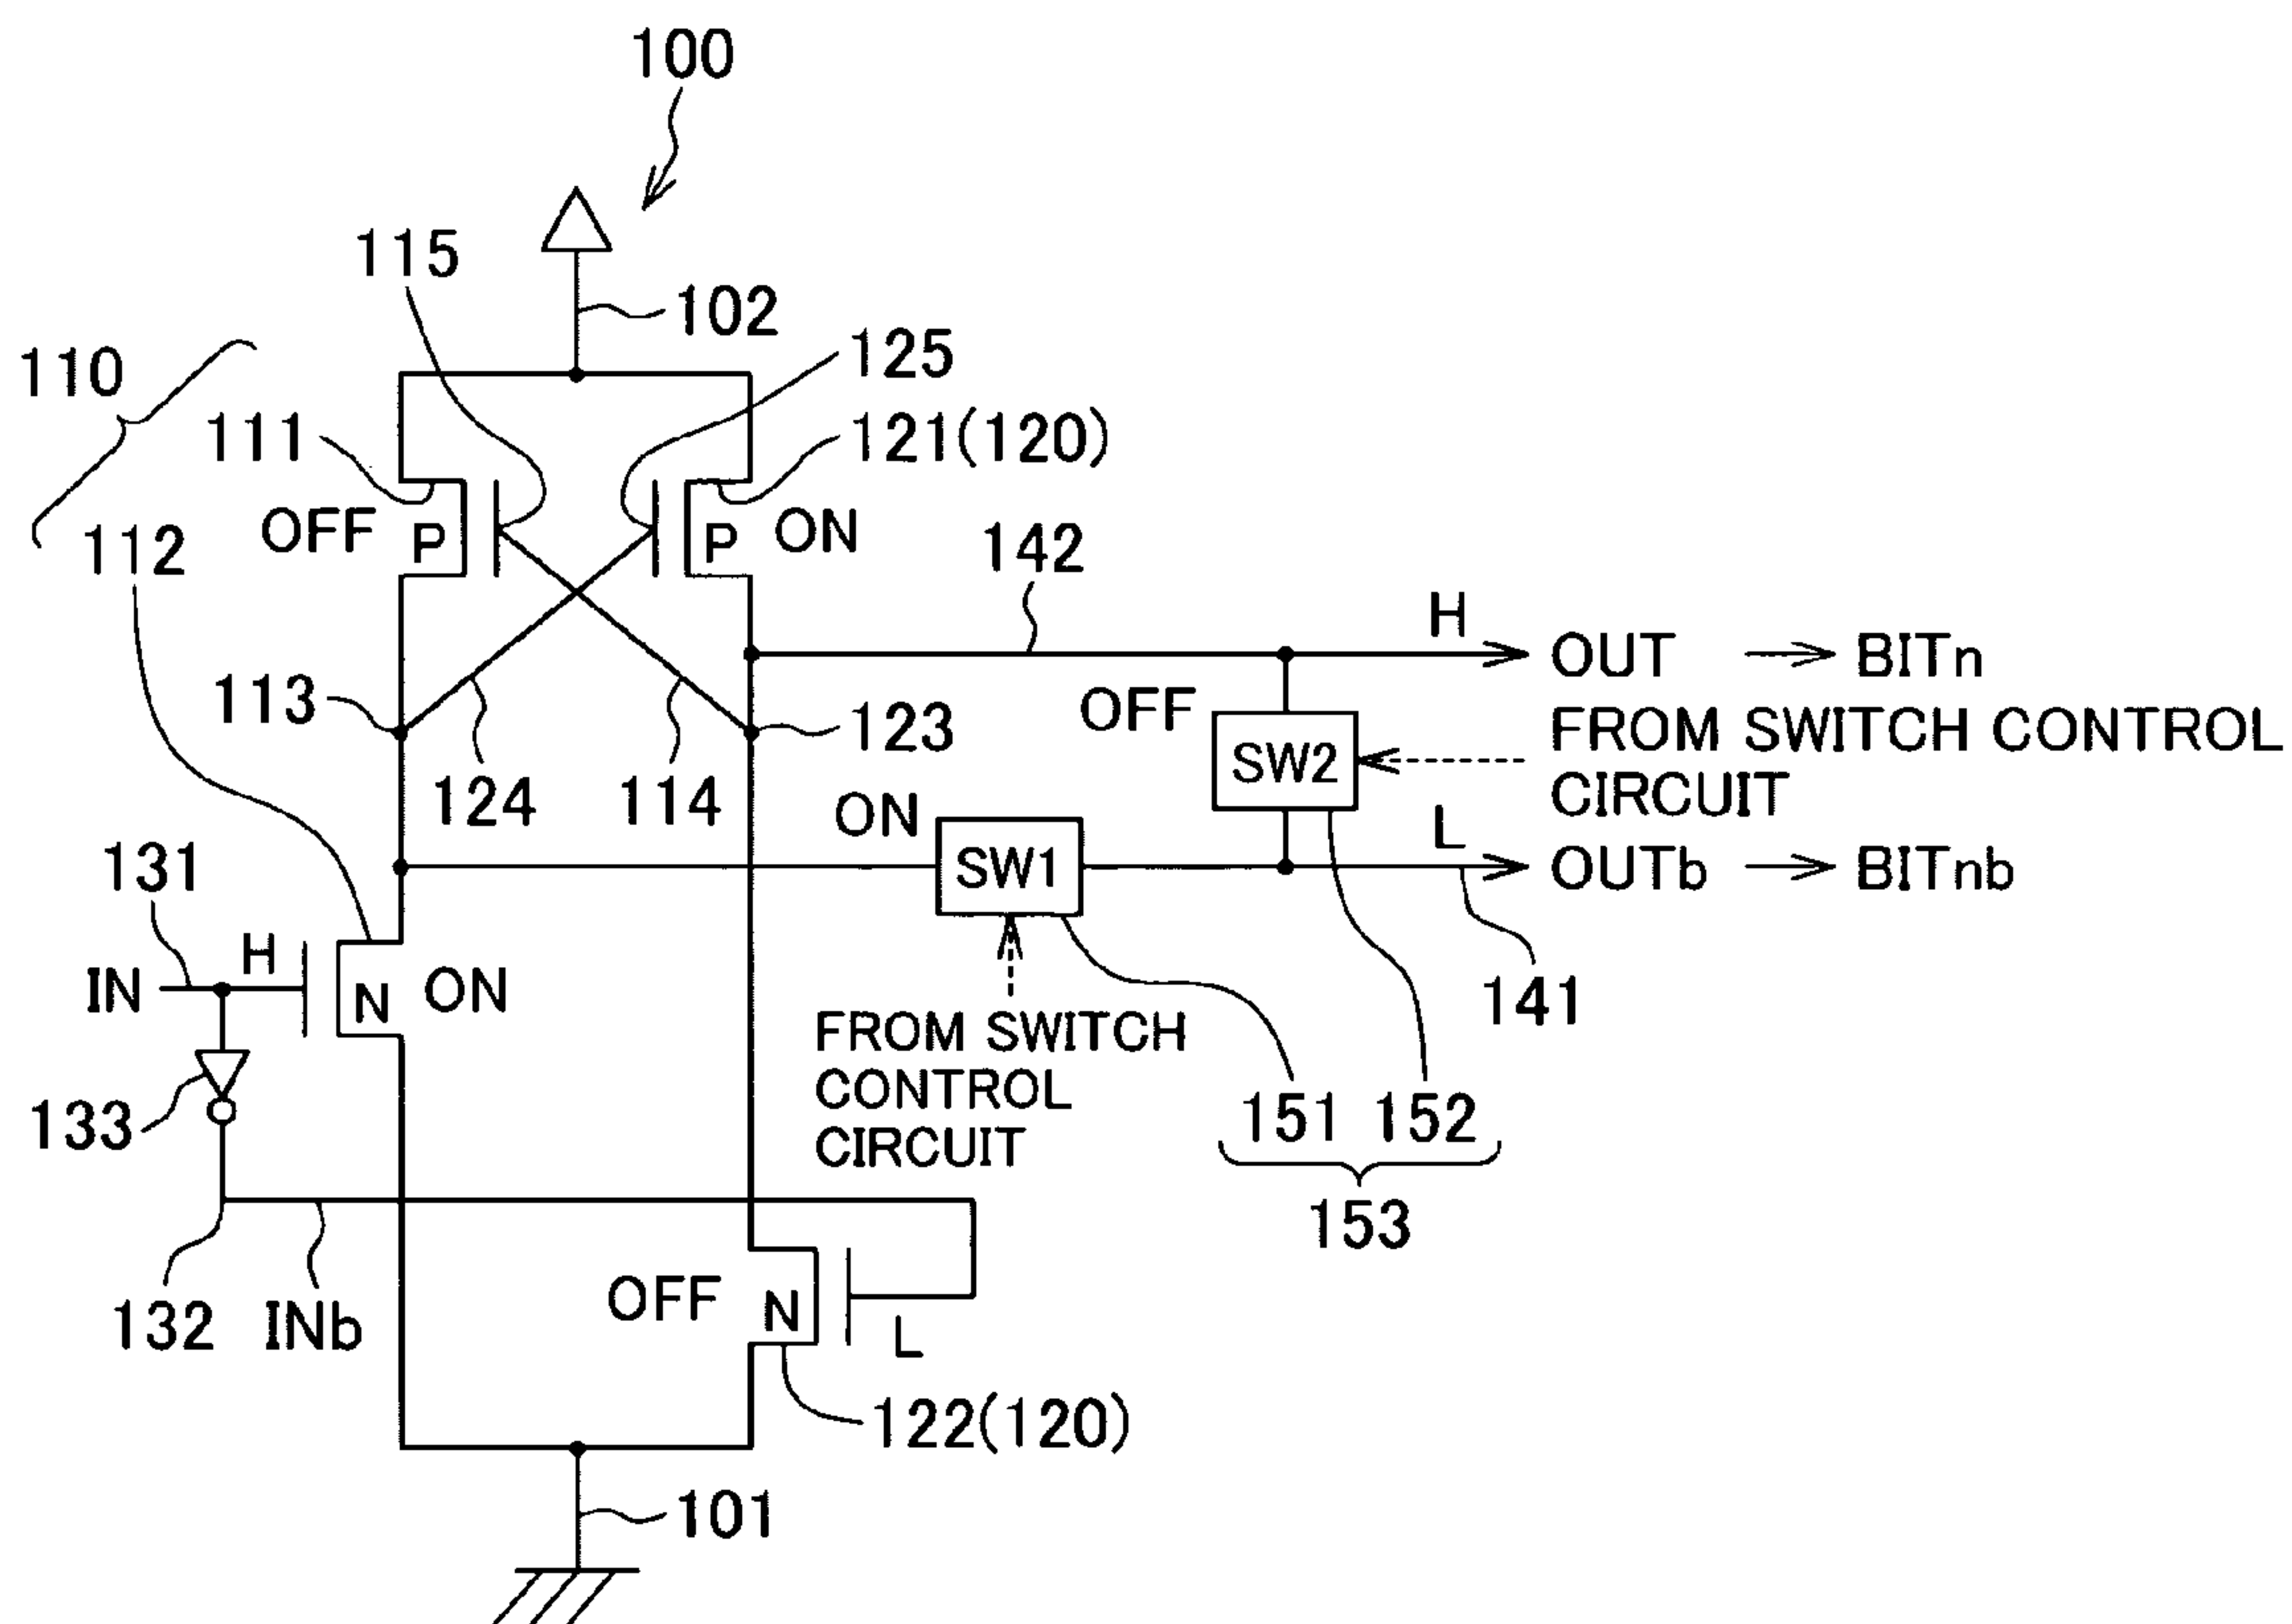 100
115
102
110
125
111
121(120)
OFF
P
P
ON
112
142
H
OUT
BITn
113
123
OFF
SW2
FROM SWITCH CONTROL
CIRCUIT
124
114
ON
L
131
SW1
OUTb
BITnb
IN
H
N
ON
141
FROM SWITCH
CONTROL
CIRCUIT
133
151
152
153
132
INb
OFF
N
L
122(120)
101